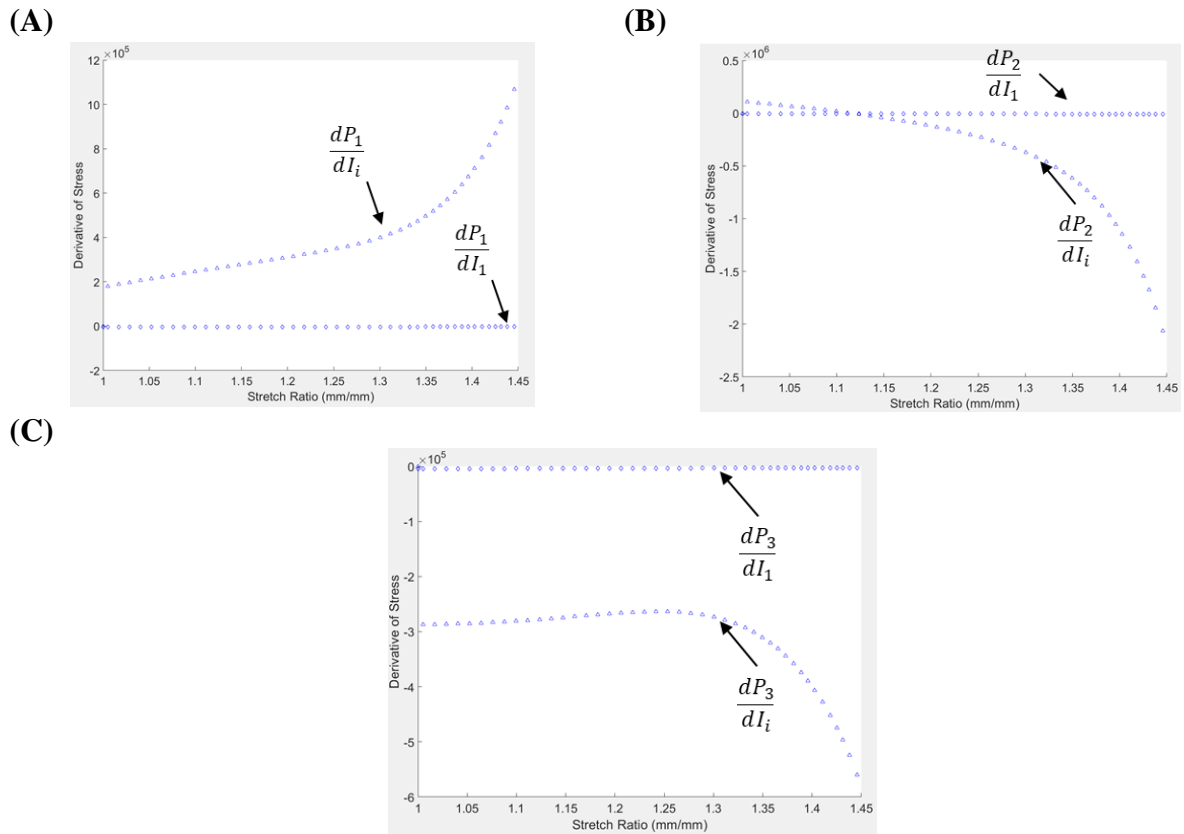 (A)
×10⁵
12
10
8
6
4
2
0
-2
Derivative of Stress
dP₁
dIᵢ
dP₁
dI₁
1 1.05 1.1 1.15 1.2 1.25 1.3 1.35 1.4 1.45
Stretch Ratio (mm/mm)
(B)
×10⁶
0.5
0
-0.5
-1
-1.5
-2
-2.5
Derivative of Stress
dP₂
dI₁
dP₂
dIᵢ
1 1.05 1.1 1.15 1.2 1.25 1.3 1.35 1.4 1.45
Stretch Ratio (mm/mm)
(C)
×10⁵
0
-1
-2
-3
-4
-5
-6
Derivative of Stress
dP₃
dI₁
dP₃
dIᵢ
1 1.05 1.1 1.15 1.2 1.25 1.3 1.35 1.4 1.45
Stretch Ratio (mm/mm)